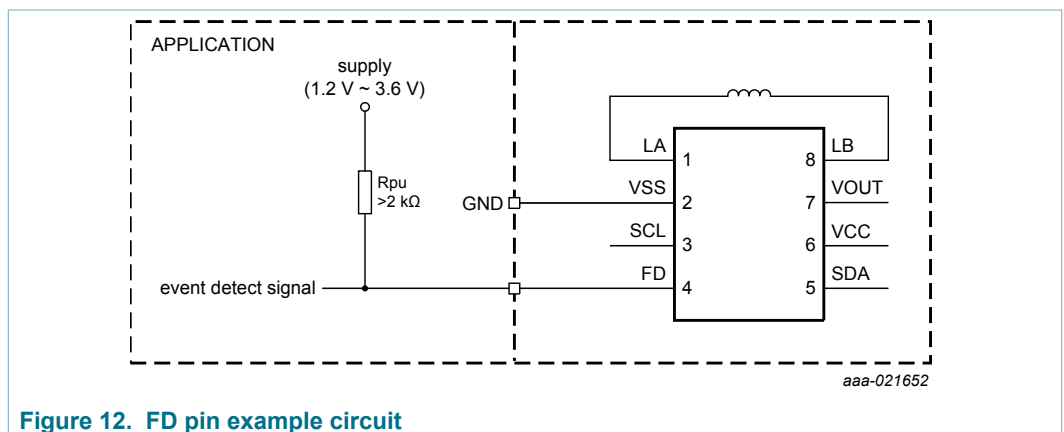 APPLICATION
supply
(1.2 V ~ 3.6 V)
Rpu
>2 kΩ
GND
event detect signal
LA
1
8
LB
VSS
2
7
VOUT
SCL
3
6
VCC
FD
4
5
SDA
aaa-021652
Figure 12. FD pin example circuit